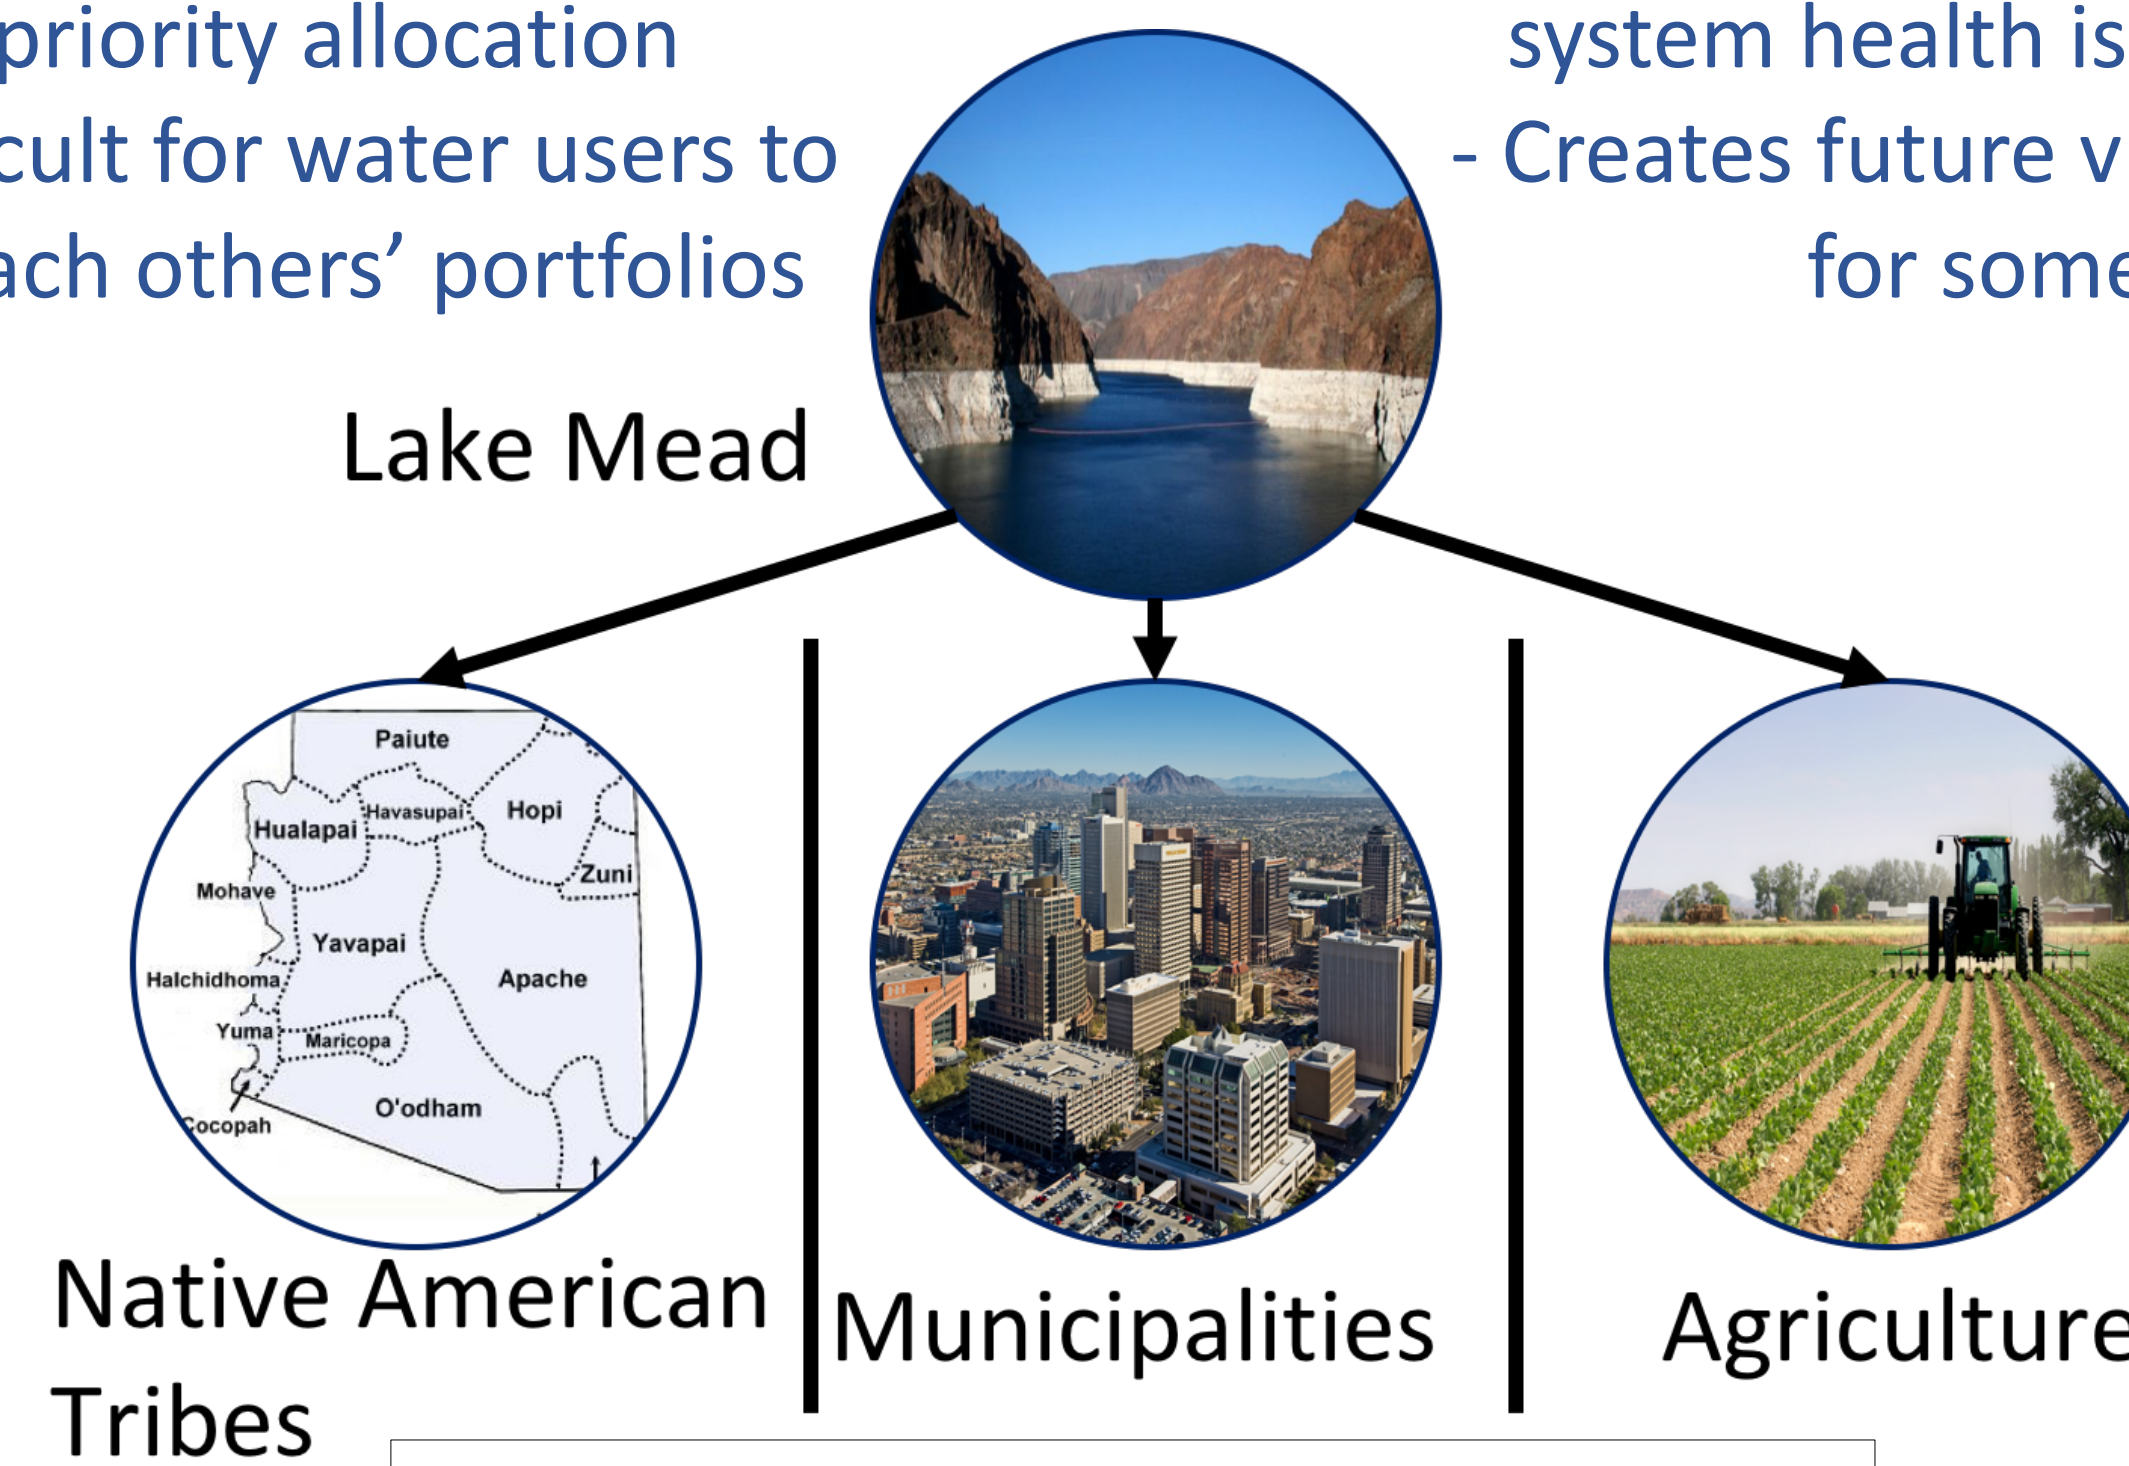 priority allocation
cult for water users to
ach others’ portfolios
system health is
- Creates future v
for some
Lake Mead
Paiute
Havasupai
Hopi
Hualapai
Zuni
Mohave
Yavapai
Halchidhoma
Apache
Yuma
Maricopa
O'odham
Cocopah
Native American
Tribes
Municipalities
Agriculture